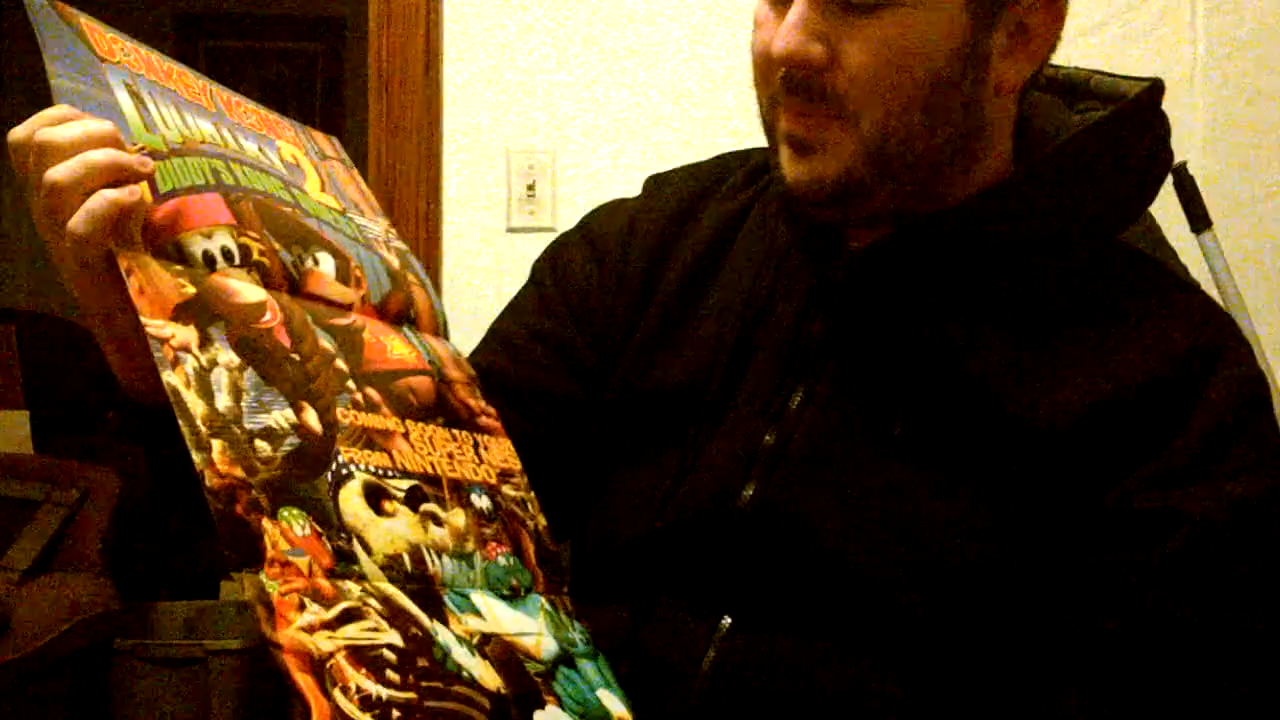 DONKEY KONG
COUNTRY 2
DIDDY'S KONG QUEST
COMING SOON TO YOUR
SUPER NES
FROM NINTENDO